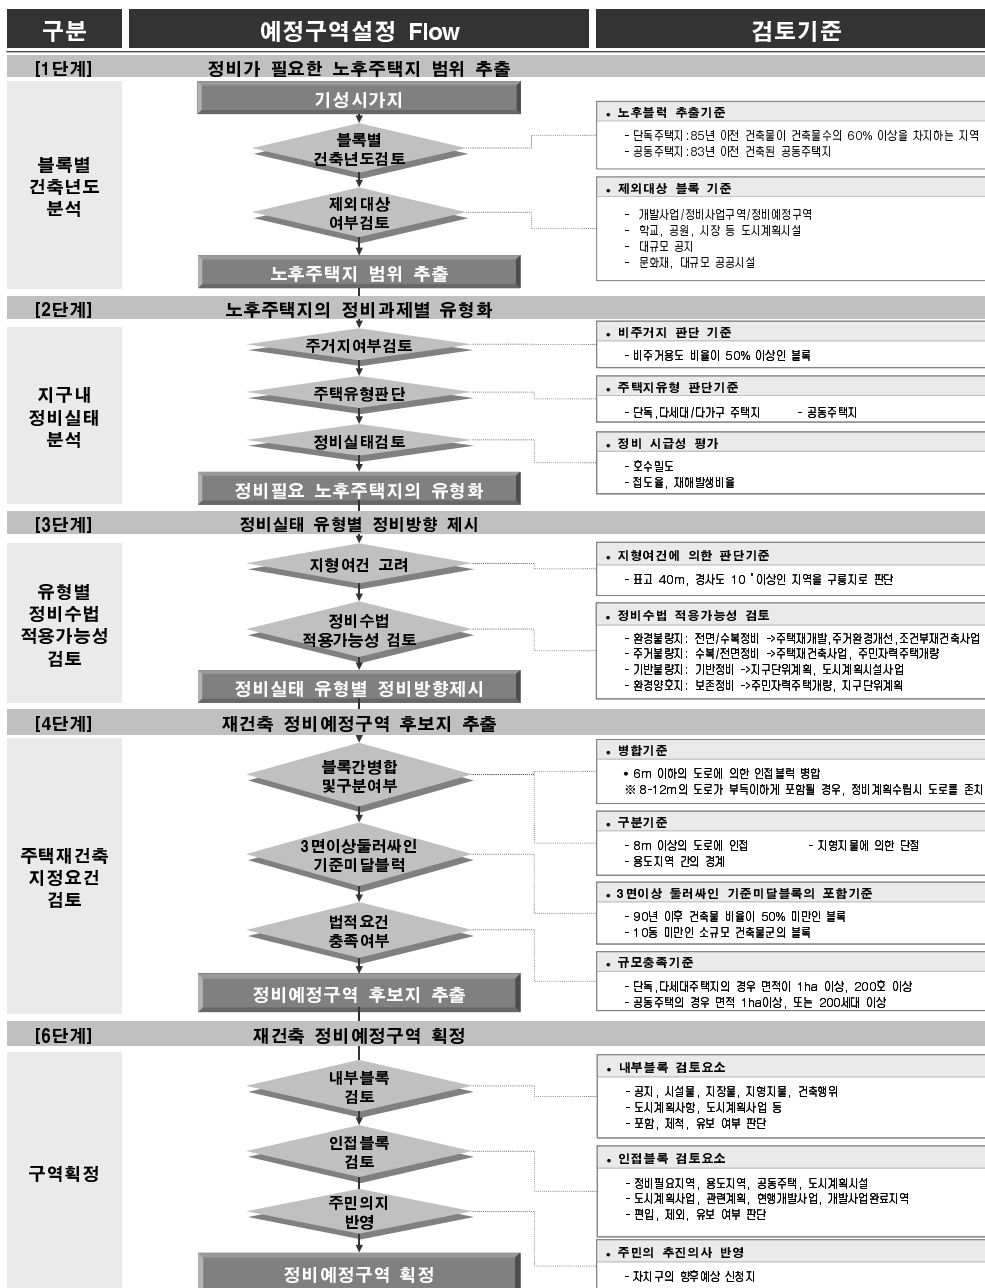 구분
예정구역설정 Flow
검토기준
[1단계]
정비가 필요한 노후주택지 범위 추출
블록별
건축년도
분석
기성시가지
블록별
건축년도검토
제외대상
여부검토
노후주택지 범위 추출
• 노후블럭 추출기준
- 단독주택지:85년 이전 건축물이 건축물수의 60% 이상을 차지하는 지역
- 공동주택지:83년 이전 건축된 공동주택지
• 제외대상 블록 기준
- 개발사업/정비사업구역/정비예정구역
- 학교, 공원, 시장 등 도시계획시설
- 대규모 공지
- 문화재, 대규모 공공시설
[2단계]
노후주택지의 정비과제별 유형화
지구내
정비실태
분석
주거지여부검토
주택유형판단
정비실태검토
정비필요 노후주택지의 유형화
• 비주거지 판단 기준
- 비주거용도 비율이 50% 이상인 블록
• 주택지유형 판단기준
- 단독,다세대/다가구 주택지 - 공동주택지
• 정비 시급성 평가
- 호수밀도
- 접도율, 재해발생비율
[3단계]
정비실태 유형별 정비방향 제시
유형별
정비수법
적용가능성
검토
지형여건 고려
정비수법
적용가능성 검토
정비실태 유형별 정비방향제시
• 지형여건에 의한 판단기준
- 표고 40m, 경사도 10˚이상인 지역을 구릉지로 판단
• 정비수법 적용가능성 검토
- 환경불량지: 전면/수복정비 ->주택재개발,주거환경개선,조건부재건축사업
- 주거불량지: 수복/전면정비 ->주택재건축사업, 주민자력주택개량
- 기반불량지: 기반정비 ->지구단위계획, 도시계획시설사업
- 환경양호지: 보존정비 ->주민자력주택개량, 지구단위계획
[4단계]
재건축 정비예정구역 후보지 추출
주택재건축
지정요건
검토
블록간병합
및구분여부
3면이상둘러싸인
기준미달블럭
법적요건
충족여부
정비예정구역 후보지 추출
• 병합기준
• 6m 이하의 도로에 의한 인접블럭 병합
※ 8-12m의 도로가 부득이하게 포함될 경우, 정비계획수립시 도로를 존치
• 구분기준
- 8m 이상의 도로에 인접 - 지형지물에 의한 단절
- 용도지역 간의 경계
• 3면이상 둘러싸인 기준미달블록의 포함기준
- 90년 이후 건축물 비율이 50% 미만인 블록
- 10동 미만인 소규모 건축물군의 블록
• 규모충족기준
- 단독,다세대주택지의 경우 면적이 1ha 이상, 200호 이상
- 공동주택의 경우 면적 1ha이상, 또는 200세대 이상
[6단계]
재건축 정비예정구역 획정
구역획정
내부블록
검토
인접블록
검토
주민의지
반영
정비예정구역 획정
• 내부블록 검토요소
- 공지, 시설물, 지장물, 지형지물, 건축행위
- 도시계획사항, 도시계획사업 등
- 포함, 제척, 유보 여부 판단
• 인접블록 검토요소
- 정비필요지역, 용도지역, 공동주택, 도시계획시설
- 도시계획사업, 관련계획, 현행개발사업, 개발사업완료지역
- 편입, 제외, 유보 여부 판단
• 주민의 추진의사 반영
- 자치구의 향후예상 신청지